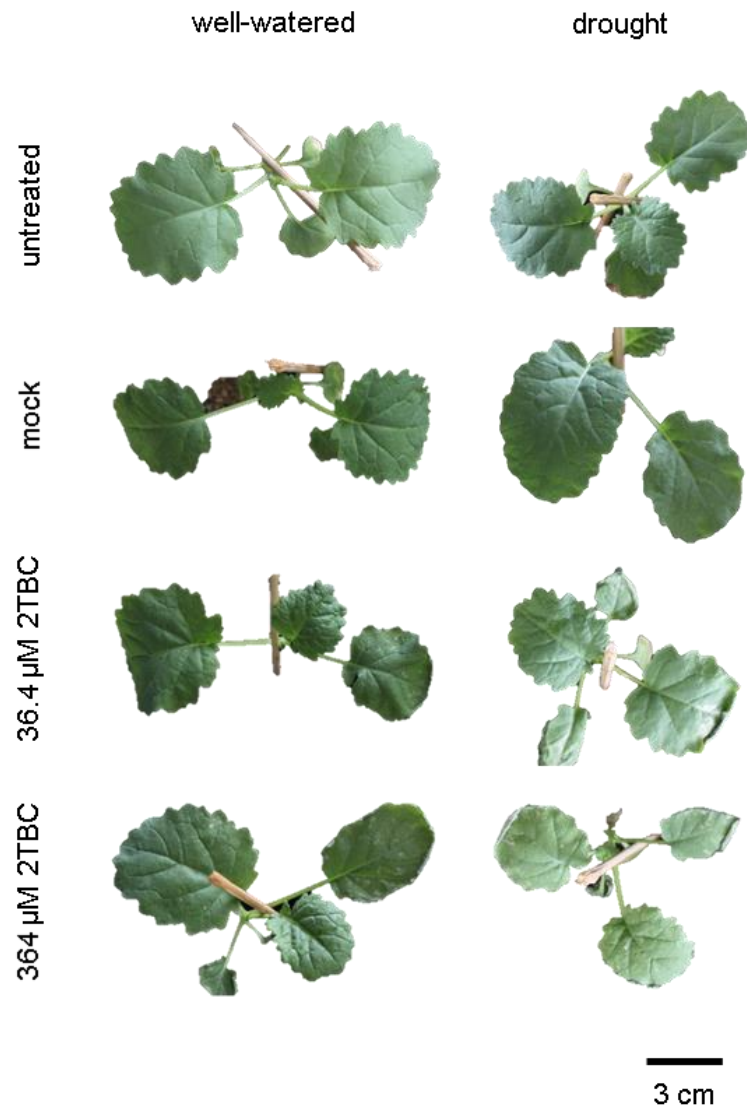 well-watered
drought
untreated
mock
36.4 µM 2TBC
364 µM 2TBC
3 cm